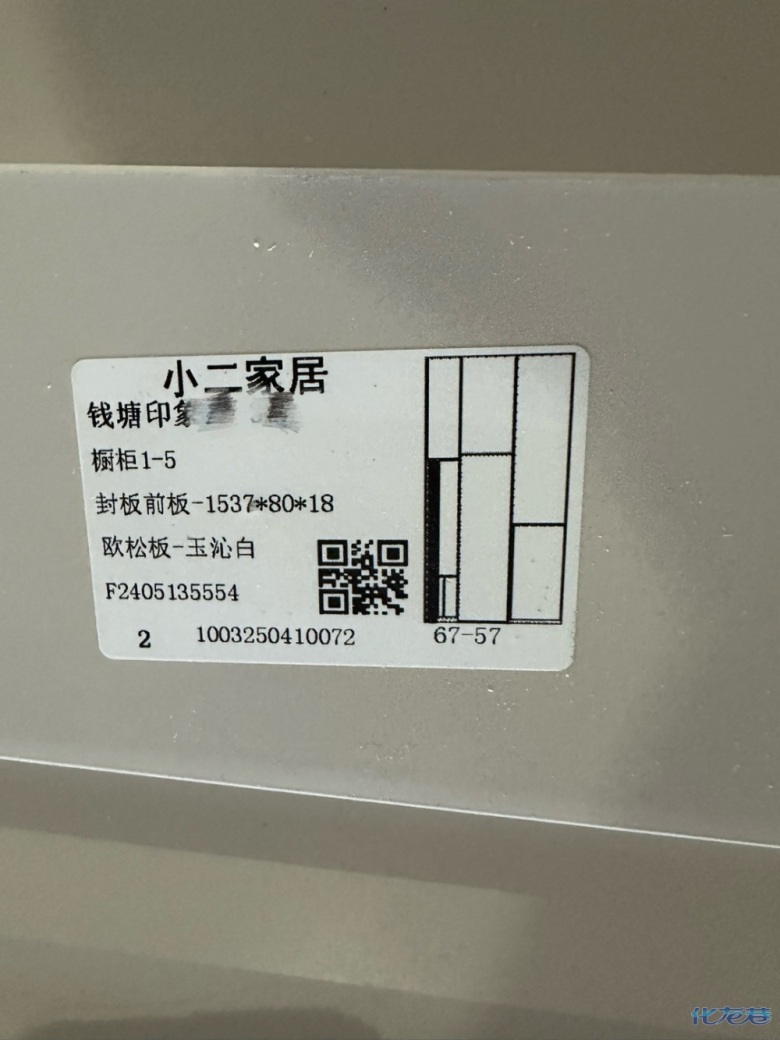 小二家居
钱塘印象
橱柜1-5
封板前板-1537*80*18
欧松板-玉沁白
F2405135554
2 1003250410072 67-57
化龙巷